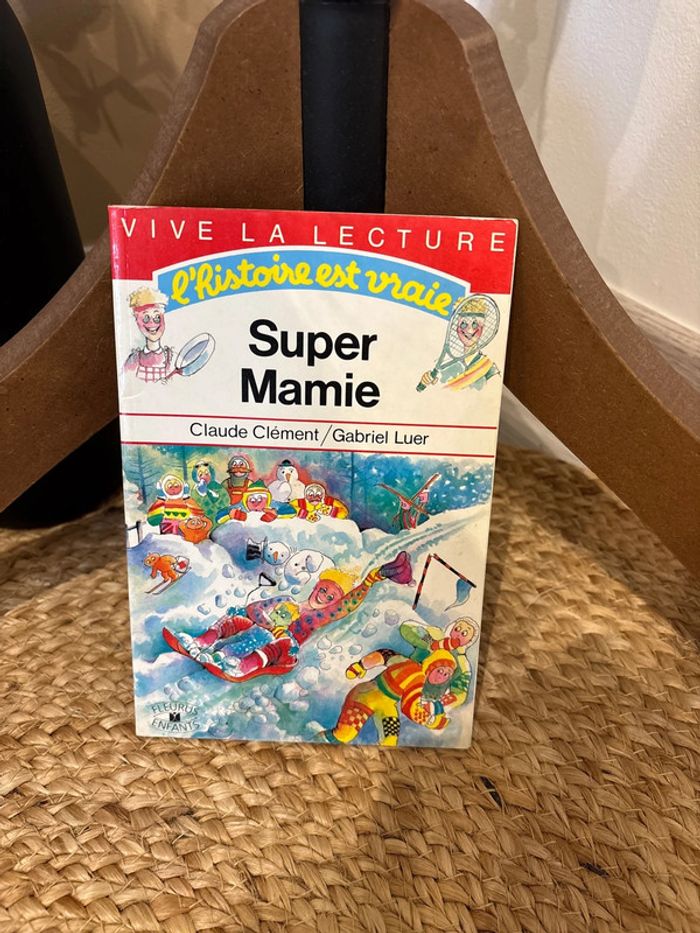 VIVE LA LECTURE
l'histoire est vraie
Super
Mamie
Claude Clément/Gabriel Luer
FLEURUS
ENFANTS